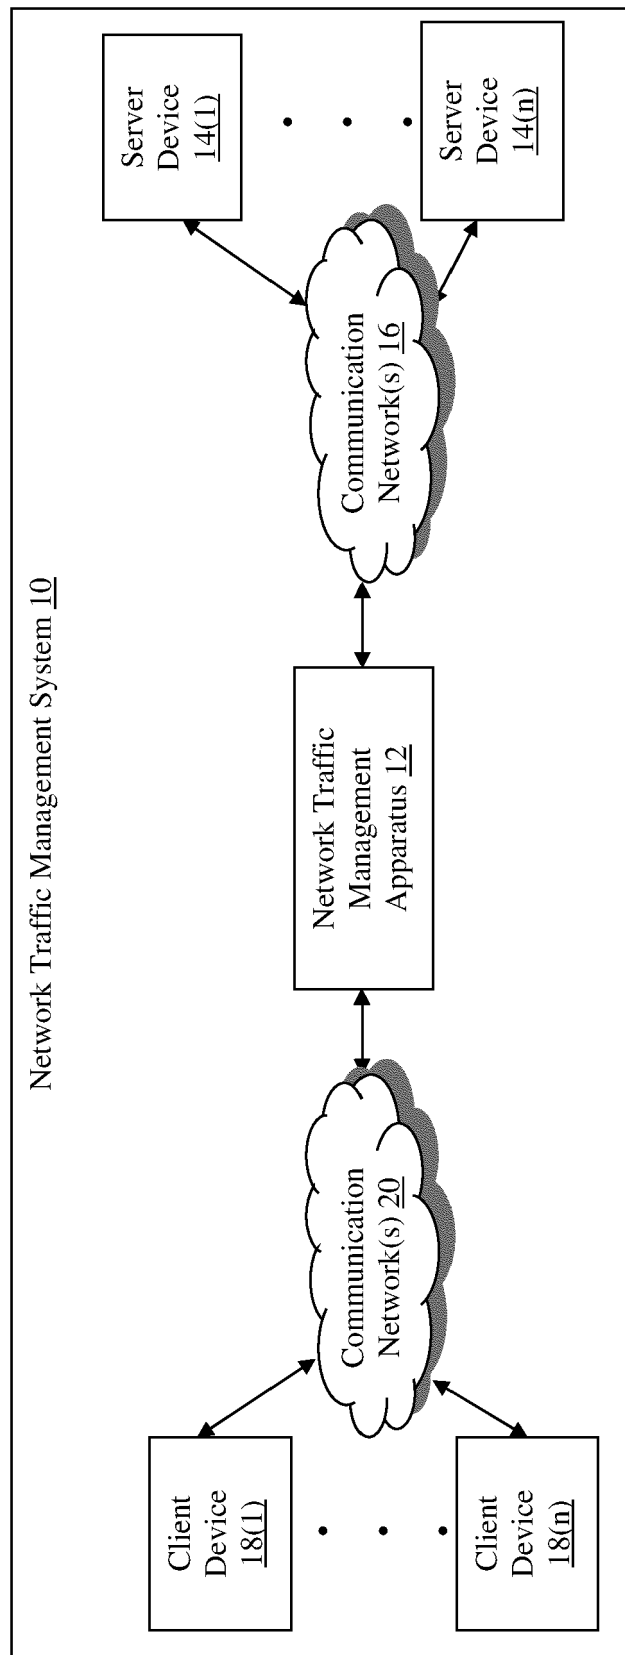 Network Traffic Management System 10
Client
Device
18(1)
Client
Device
18(n)
Communication
Network(s) 20
Network Traffic
Management
Apparatus 12
Communication
Network(s) 16
Server
Device
14(1)
Server
Device
14(n)